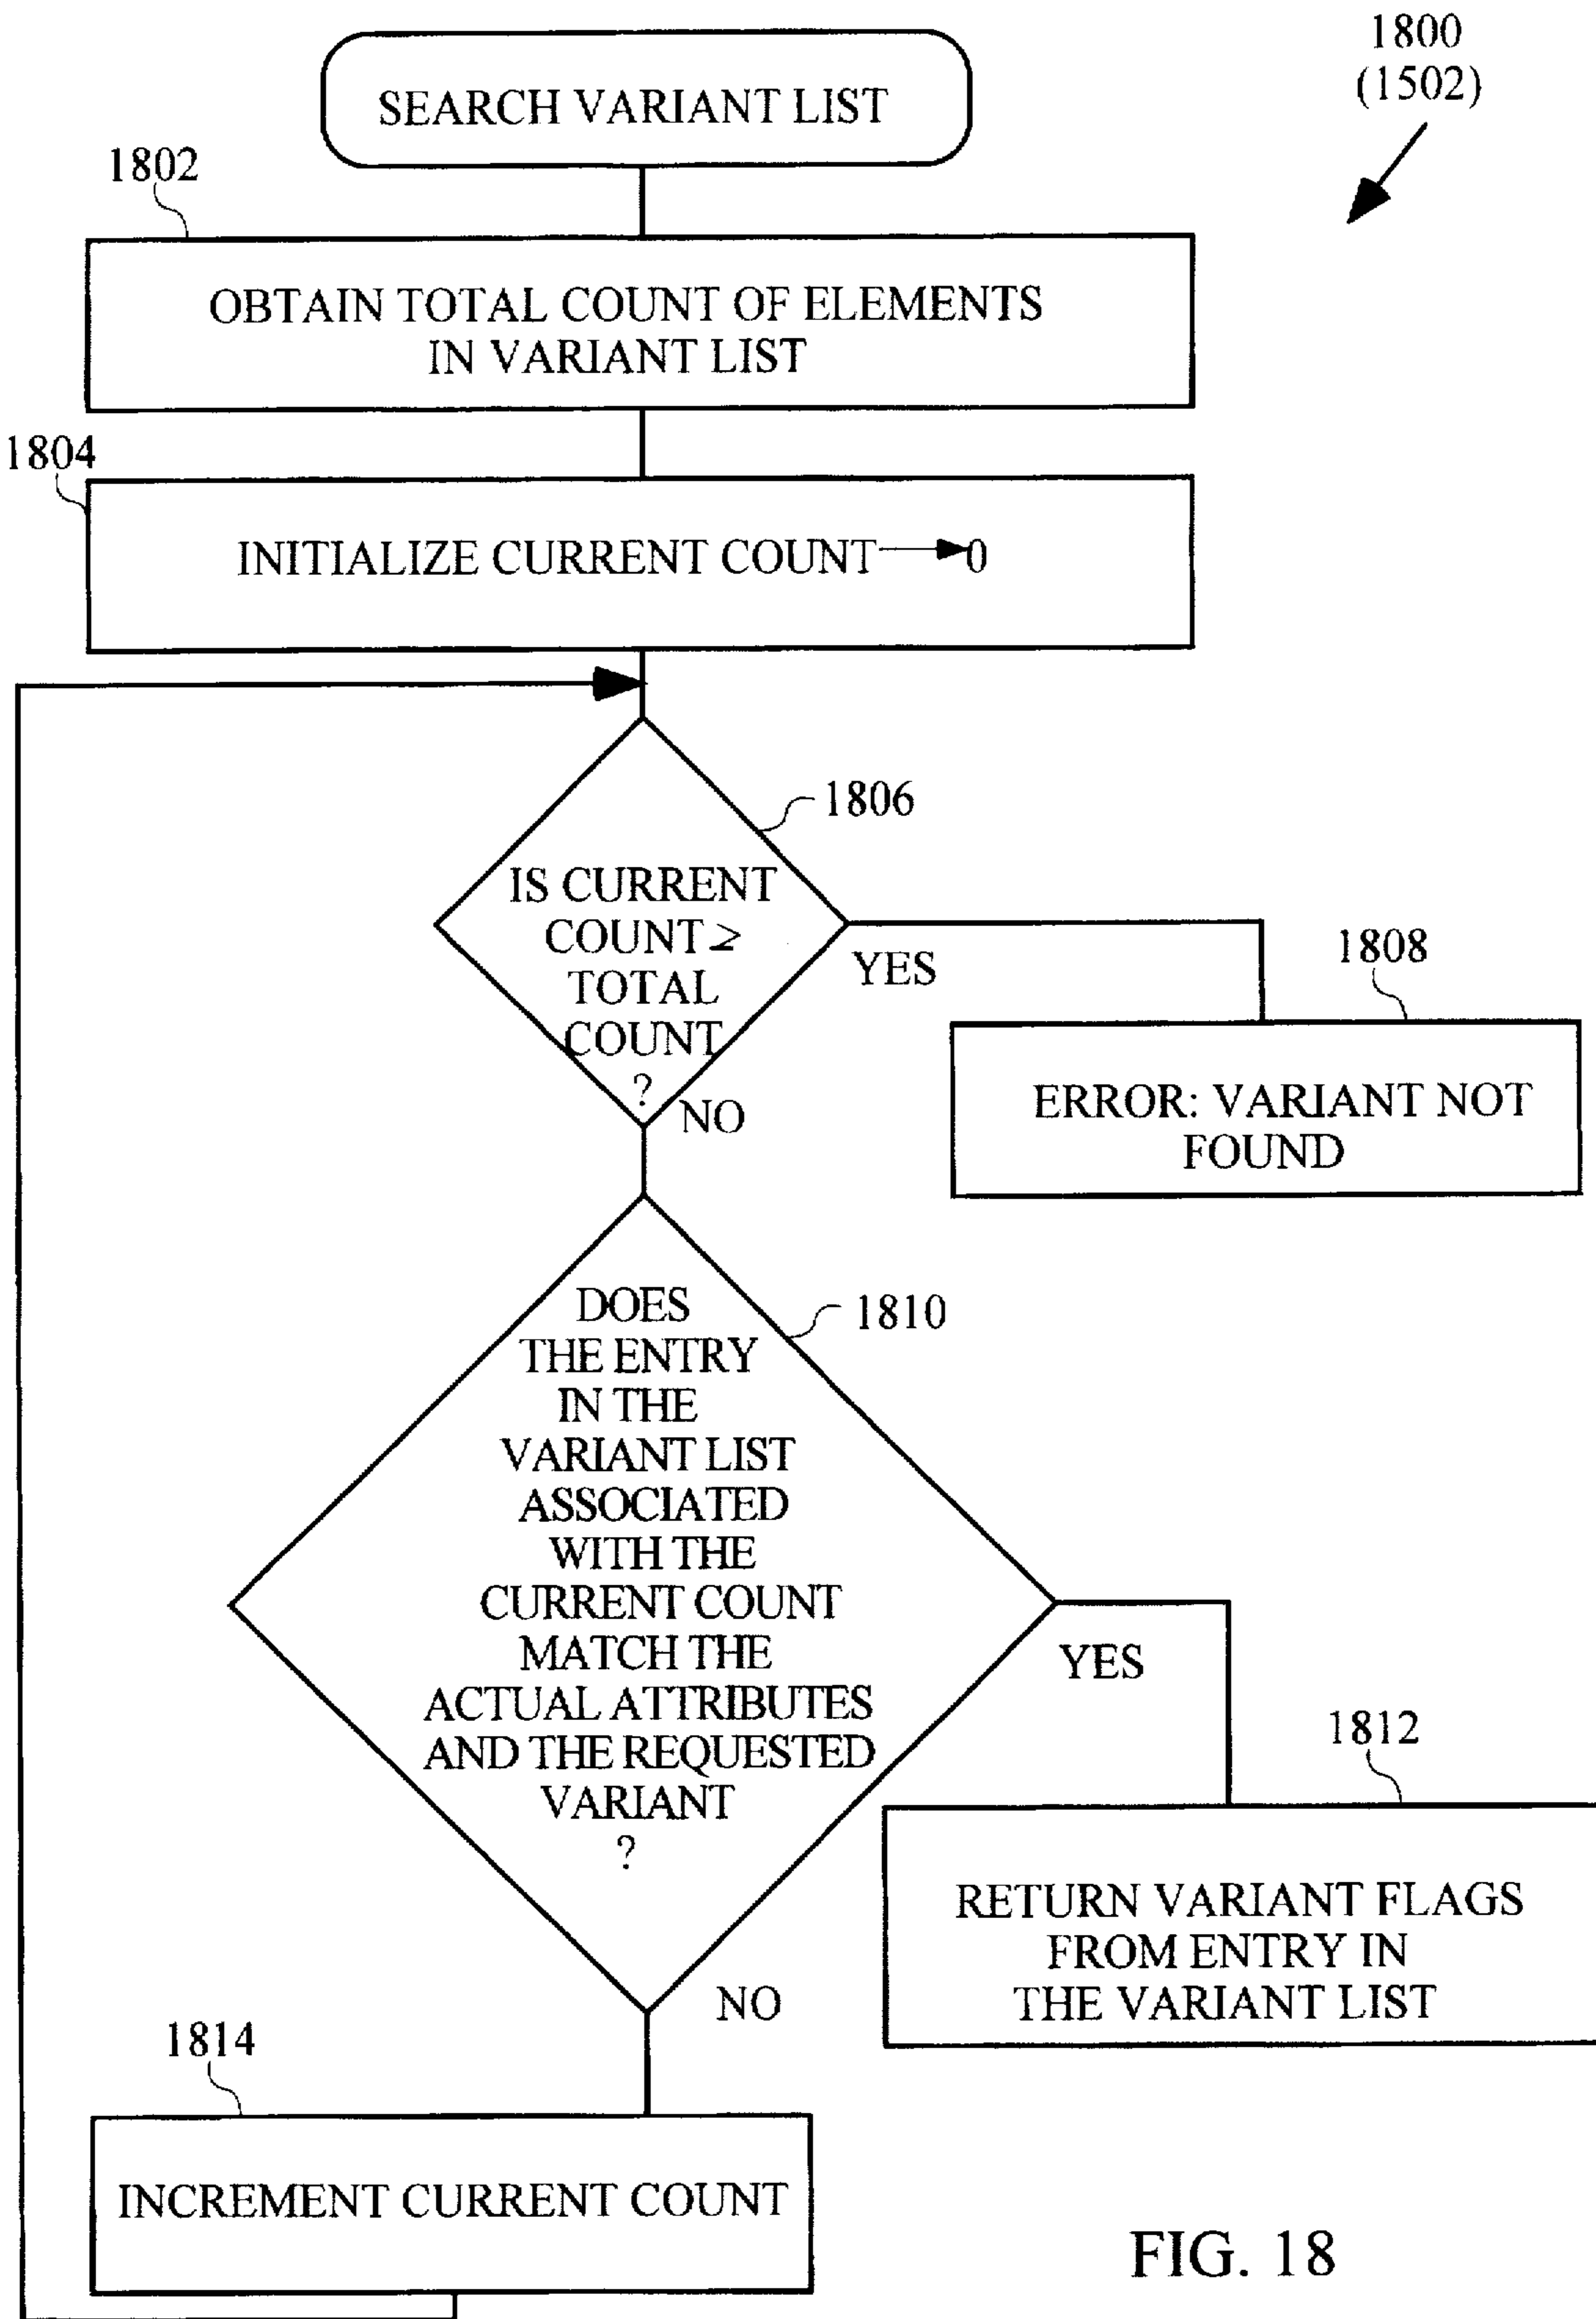 1800
(1502)
SEARCH VARIANT LIST
1802
OBTAIN TOTAL COUNT OF ELEMENTS
IN VARIANT LIST
1804
INITIALIZE CURRENT COUNT→0
1806
IS CURRENT
COUNT ≥
TOTAL
COUNT
?
YES
NO
1808
ERROR: VARIANT NOT
FOUND
1810
DOES
THE ENTRY
IN THE
VARIANT LIST
ASSOCIATED
WITH THE
CURRENT COUNT
MATCH THE
ACTUAL ATTRIBUTES
AND THE REQUESTED
VARIANT
?
YES
NO
1812
RETURN VARIANT FLAGS
FROM ENTRY IN
THE VARIANT LIST
1814
INCREMENT CURRENT COUNT
FIG. 18